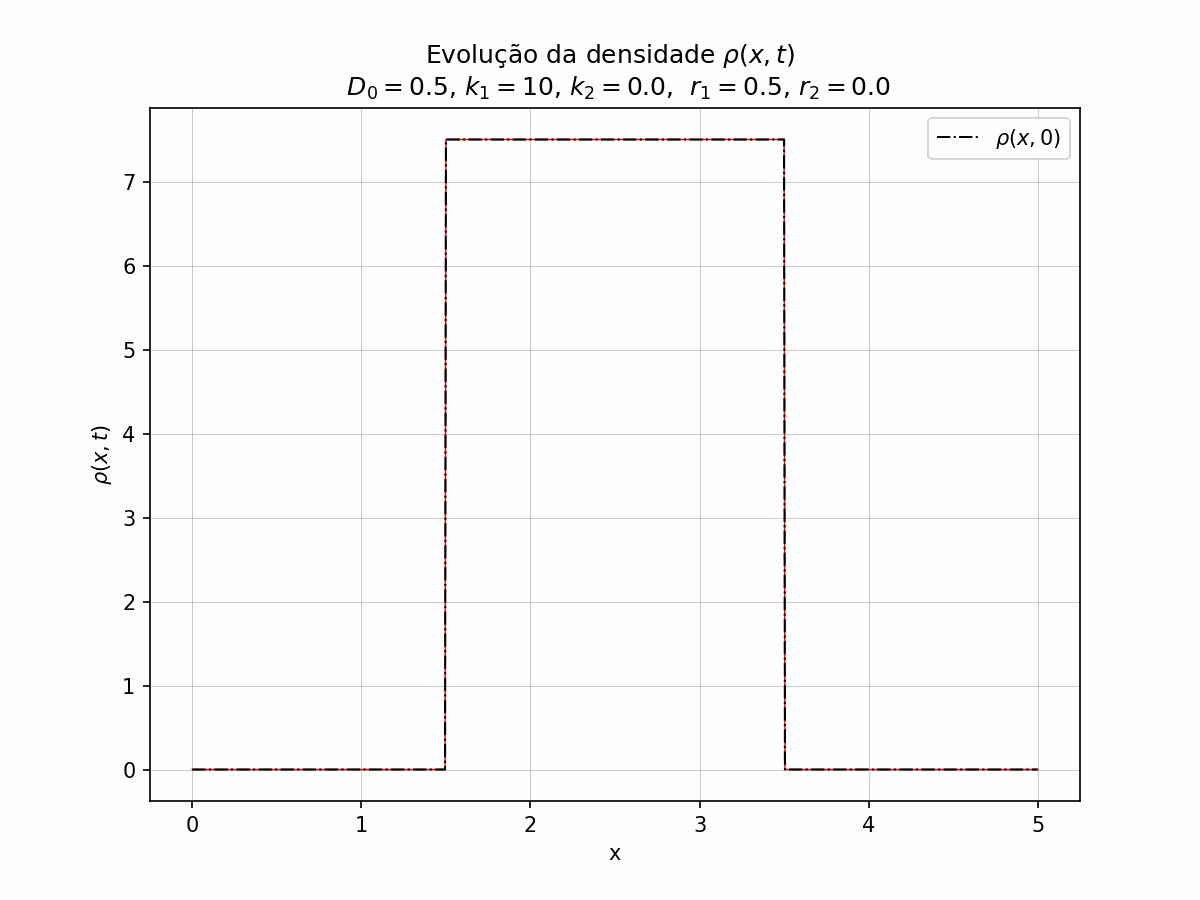 Evolução da densidade ρ(x, t)
D₀ = 0.5, k₁ = 10, k₂ = 0.0, r₁ = 0.5, r₂ = 0.0
ρ(x, 0)
ρ(x, t)
7
6
5
4
3
2
1
0
0 1 2 3 4 5
x